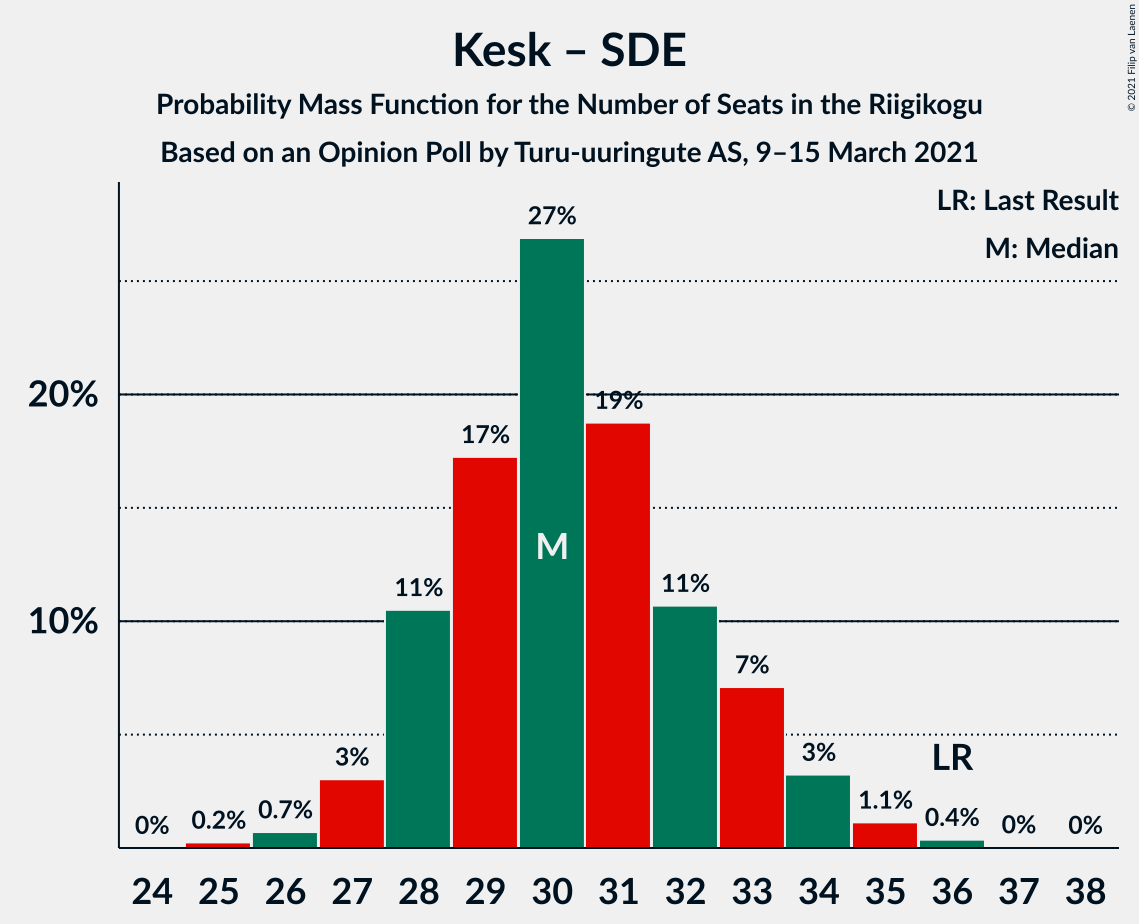 Kesk – SDE
Probability Mass Function for the Number of Seats in the Riigikogu
Based on an Opinion Poll by Turu-uuringute AS, 9–15 March 2021
© 2021 Filip van Laenen
LR: Last Result
M: Median
27%
20%
19%
17%
M
11%
11%
10%
7%
3%
3%
LR
1.1%
0.7%
0.4%
0.2%
0%
0%
0%
24 25 26 27 28 29 30 31 32 33 34 35 36 37 38